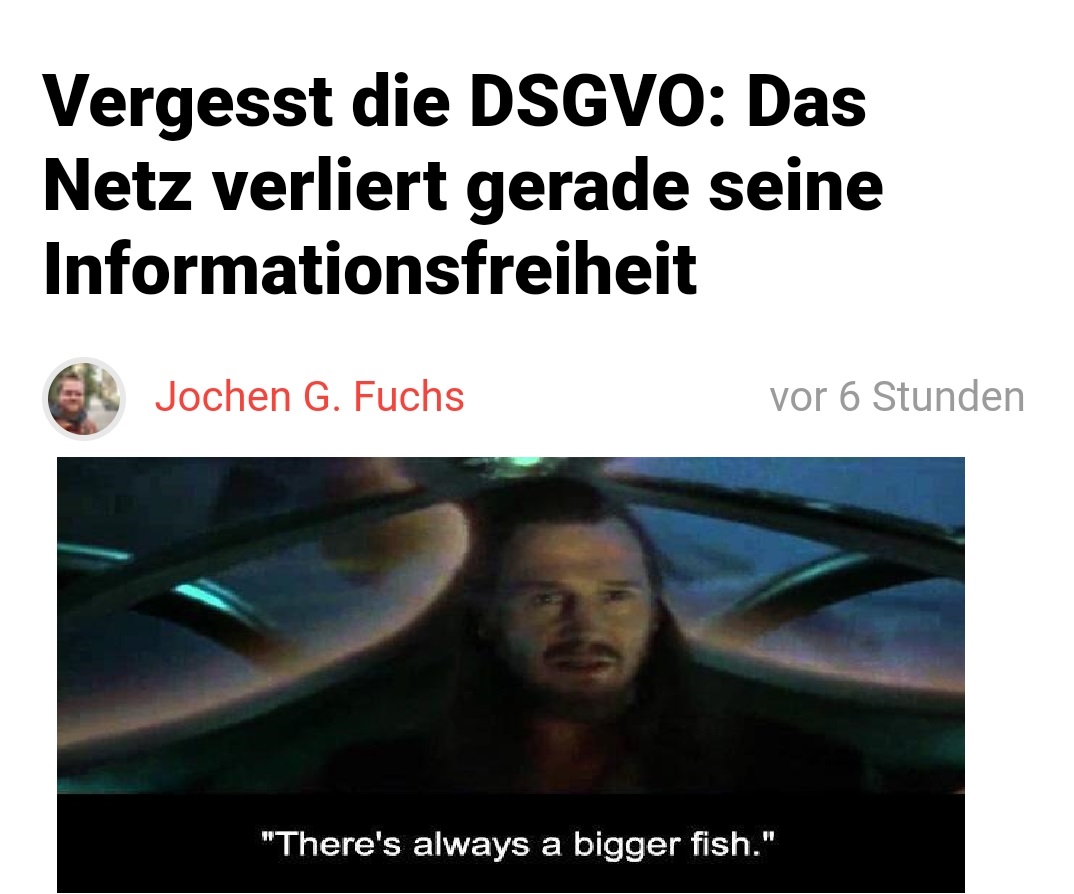 Vergesst die DSGVO: Das
Netz verliert gerade seine
Informationsfreiheit
Jochen G. Fuchs
vor 6 Stunden
"There's always a bigger fish."